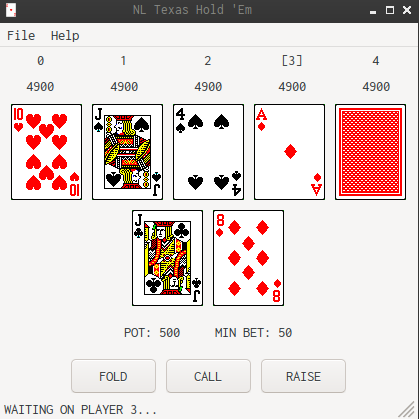 NL Texas Hold 'Em
File Help
0 1 2 [3] 4
4900 4900 4900 4900 4900
10 J 4 A
10 J 4 A
J 8
J 8
POT: 500 MIN BET: 50
FOLD CALL RAISE
WAITING ON PLAYER 3...